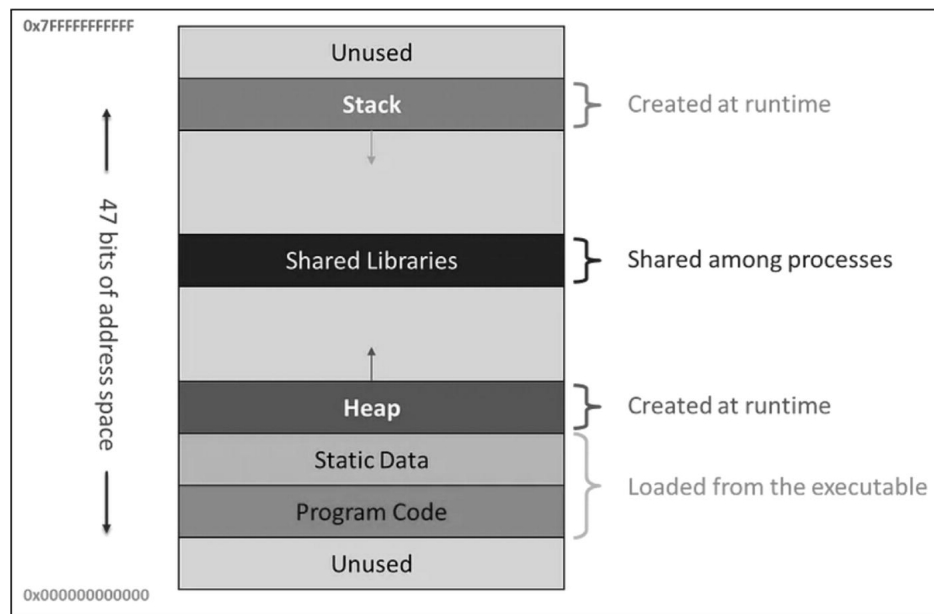 0x7FFFFFFFFFFF
Unused
Stack
Created at runtime
47 bits of address space
Shared Libraries
Shared among processes
Heap
Created at runtime
Static Data
Loaded from the executable
Program Code
Unused
0x000000000000